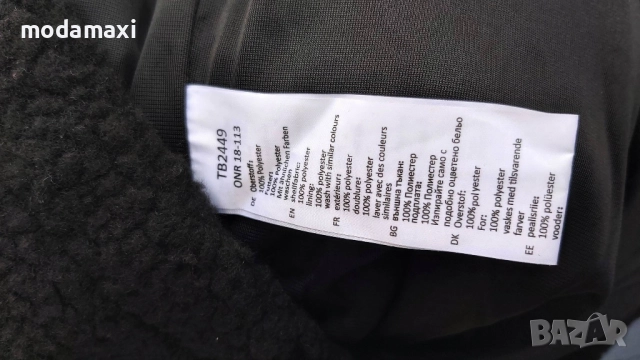 modamaxi
TB2449
ONR 18-113
DE Oberstoff:
100% Polyester
Futter:
100% Polyester
Mit ähnlichen Farben
waschen
EN shellfabric:
100% polyester
lining:
100% polyester
wash with similar colours
FR extérieur:
100% polyester
doublure:
100% polyester
laver avec des couleurs
similaires
BG външна тъкан:
100% Полиестер
подплата:
100% Полиестер
Изпирайте само с
подобно оцветено бельо
DK Overstof:
100% polyester
For:
100% polyester
vaskes med tilsvarende
farver
EE pealisriie:
100% polüester
vooder:
BAZAR
.bg